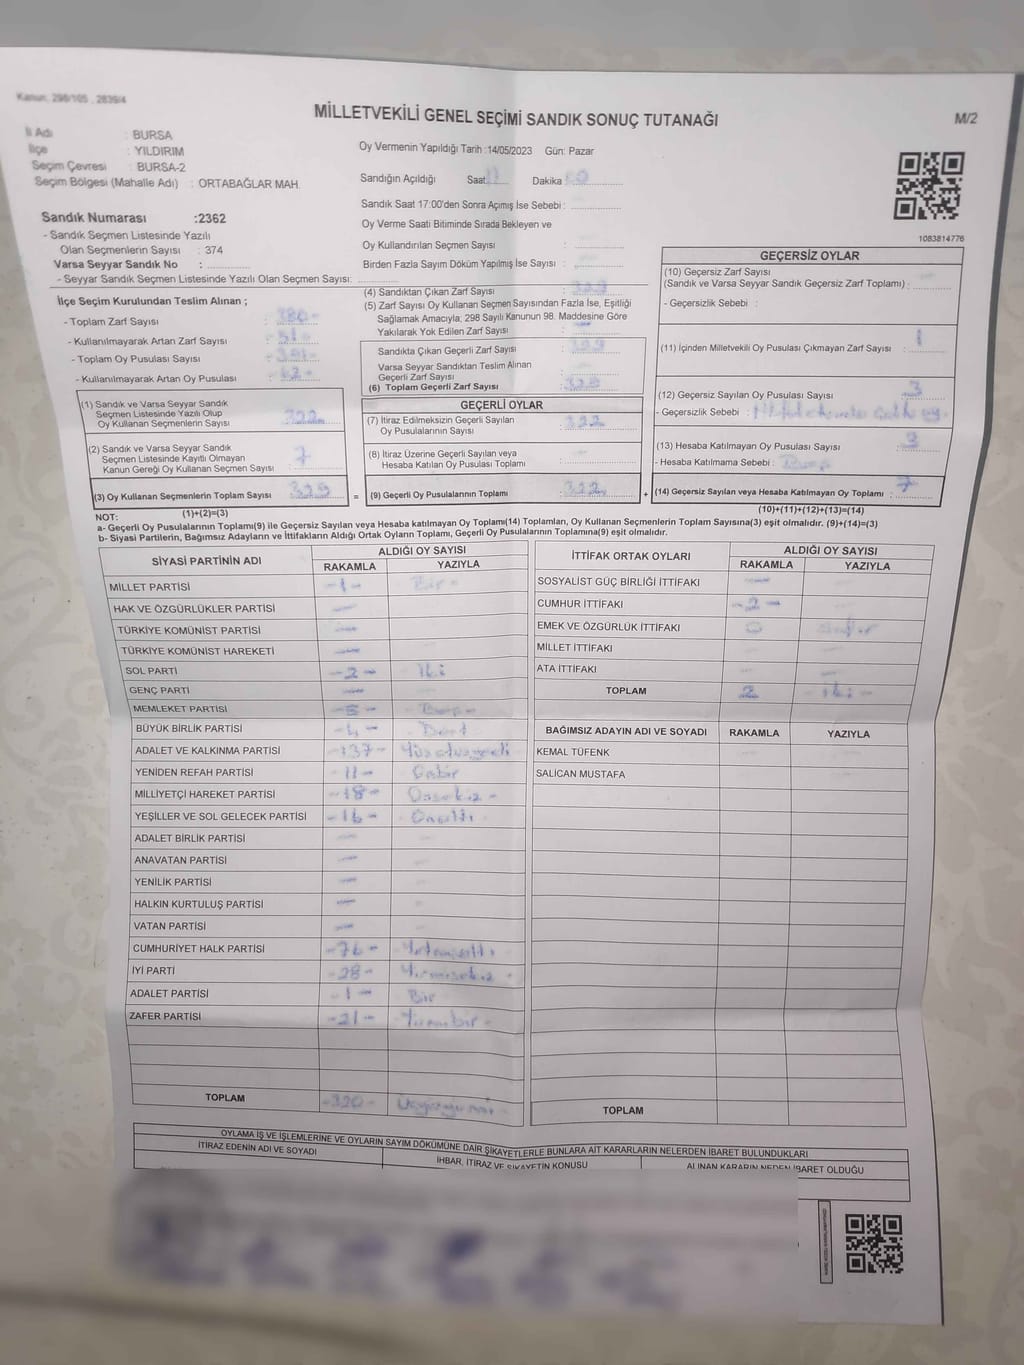 Kanun: 298/105 , 2839/4
MİLLETVEKİLİ GENEL SEÇİMİ SANDIK SONUÇ TUTANAĞI
M/2
İl Adı : BURSA
İlçe : YILDIRIM
Seçim Çevresi : BURSA-2
Seçim Bölgesi (Mahalle Adı) : ORTABAĞLAR MAH.
Oy Vermenin Yapıldığı Tarih :14/05/2023 Gün: Pazar
Sandığın Açıldığı Saat: 17 Dakika : 00
Sandık Saat 17:00'den Sonra Açmış İse Sebebi :
Oy Verme Saati Bitiminde Sırada Bekleyen ve
Oy Kullandırılan Seçmen Sayısı :
Birden Fazla Sayım Döküm Yapılmış İse Sayısı :
1083814776
Sandık Numarası :2362
- Sandık Seçmen Listesinde Yazılı
Olan Seçmenlerin Sayısı : 374
Varsa Seyyar Sandık No :
- Seyyar Sandık Seçmen Listesinde Yazılı Olan Seçmen Sayısı:
İlçe Seçim Kurulundan Teslim Alınan ;
- Toplam Zarf Sayısı : 380-
- Kullanılmayarak Artan Zarf Sayısı : -51-
- Toplam Oy Pusulası Sayısı : -391-
- Kullanılmayarak Artan Oy Pusulası : -62-
(1) Sandık ve Varsa Seyyar Sandık
Seçmen Listesinde Yazılı Olup
Oy Kullanan Seçmenlerin Sayısı : 322
(2) Sandık ve Varsa Seyyar Sandık
Seçmen Listesinde Kayıtlı Olmayan
Kanun Gereği Oy Kullanan Seçmen Sayısı : 7
(3) Oy Kullanan Seçmenlerin Toplam Sayısı : 329
(1)+(2)=(3)
(4) Sandıktan Çıkan Zarf Sayısı : 329
(5) Zarf Sayısı Oy Kullanan Seçmen Sayısından Fazla İse, Eşitliği
Sağlamak Amacıyla; 298 Sayılı Kanunun 98. Maddesine Göre
Yakılarak Yok Edilen Zarf Sayısı :
Sandıkta Çıkan Geçerli Zarf Sayısı : 329
Varsa Seyyar Sandıktan Teslim Alınan
Geçerli Zarf Sayısı :
(6) Toplam Geçerli Zarf Sayısı : 329
GEÇERLİ OYLAR
(7) İtiraz Edilmeksizin Geçerli Sayılan
Oy Pusulalarının Sayısı : 322
(8) İtiraz Üzerine Geçerli Sayılan veya
Hesaba Katılan Oy Pusulası Toplamı :
= (9) Geçerli Oy Pusulalarının Toplamı : 322
GEÇERSİZ OYLAR
(10) Geçersiz Zarf Sayısı
(Sandık ve Varsa Seyyar Sandık Geçersiz Zarf Toplamı) :
- Geçersizlik Sebebi :
(11) İçinden Milletvekili Oy Pusulası Çıkmayan Zarf Sayısı : 1
(12) Geçersiz Sayılan Oy Pusulası Sayısı : 3
- Geçersizlik Sebebi :
(13) Hesaba Katılmayan Oy Pusulası Sayısı : 3
- Hesaba Katılmama Sebebi :
+ (14) Geçersiz Sayılan veya Hesaba Katılmayan Oy Toplamı : 7
(10)+(11)+(12)+(13)=(14)
NOT:
a- Geçerli Oy Pusulalarının Toplamı(9) ile Geçersiz Sayılan veya Hesaba katılmayan Oy Toplamı(14) Toplamları, Oy Kullanan Seçmenlerin Toplam Sayısına(3) eşit olmalıdır. (9)+(14)=(3)
b- Siyasi Partilerin, Bağımsız Adayların ve İttifakların Aldığı Ortak Oyların Toplamı, Geçerli Oy Pusulalarının Toplamına(9) eşit olmalıdır.
SİYASİ PARTİNİN ADI ALDIĞI OY SAYISI
RAKAMLA YAZIYLA
MİLLET PARTİSİ -1- Bir-
HAK VE ÖZGÜRLÜKLER PARTİSİ
TÜRKİYE KOMÜNİST PARTİSİ
TÜRKİYE KOMÜNİST HAREKETİ
SOL PARTİ -2- İki
GENÇ PARTİ
MEMLEKET PARTİSİ -5- Beş-
BÜYÜK BİRLİK PARTİSİ -4- Dört
ADALET VE KALKINMA PARTİSİ -137- Yüzotuzyedi
YENİDEN REFAH PARTİSİ -11- Onbir
MİLLİYETÇİ HAREKET PARTİSİ -18- Onsekiz-
YEŞİLLER VE SOL GELECEK PARTİSİ -16- Onaltı
ADALET BİRLİK PARTİSİ
ANAVATAN PARTİSİ
YENİLİK PARTİSİ
HALKIN KURTULUŞ PARTİSİ
VATAN PARTİSİ
CUMHURİYET HALK PARTİSİ -76- Yetmişaltı
İYİ PARTİ -28- Yirmisekiz
ADALET PARTİSİ -1- Bir
ZAFER PARTİSİ -21- Yirmibir-
TOPLAM -320- Üçyüzyirmi-
İTTİFAK ORTAK OYLARI ALDIĞI OY SAYISI
RAKAMLA YAZIYLA
SOSYALİST GÜÇ BİRLİĞİ İTTİFAKI
CUMHUR İTTİFAKI -2-
EMEK VE ÖZGÜRLÜK İTTİFAKI 0 Sıfır
MİLLET İTTİFAKI
ATA İTTİFAKI
TOPLAM 2 -İki-
BAĞIMSIZ ADAYIN ADI VE SOYADI RAKAMLA YAZIYLA
KEMAL TÜFENK
SALİCAN MUSTAFA
TOPLAM
OYLAMA İŞ VE İŞLEMLERİNE VE OYLARIN SAYIM DÖKÜMÜNE DAİR ŞİKAYETLERLE BUNLARA AİT KARARLARIN NELERDEN İBARET BULUNDUKLARI
İTİRAZ EDENİN ADI VE SOYADI İHBAR, İTİRAZ VE ŞİKAYETİN KONUSU ALINAN KARARIN NEDEN İBARET OLDUĞU